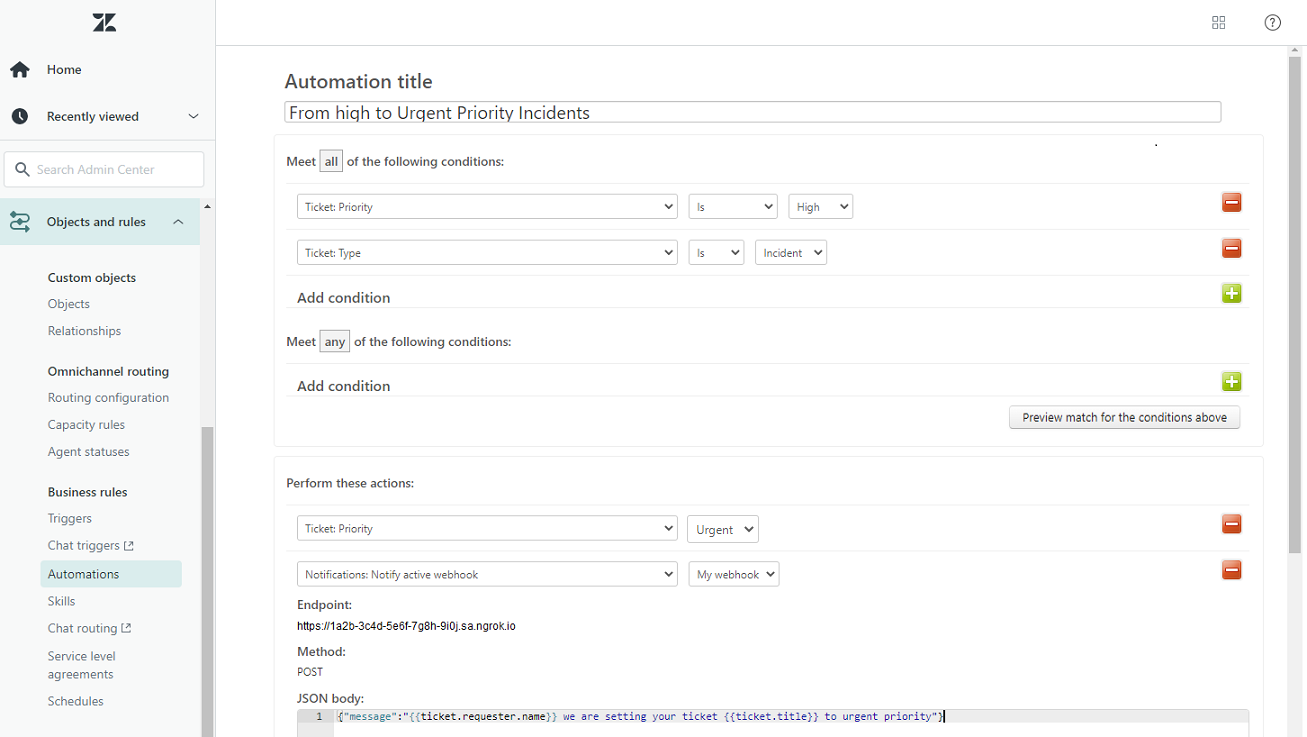 Home
Recently viewed
Search Admin Center
Objects and rules
Custom objects
Objects
Relationships
Omnichannel routing
Routing configuration
Capacity rules
Agent statuses
Business rules
Triggers
Chat triggers
Automations
Skills
Chat routing
Service level
agreements
Schedules
Automation title
From high to Urgent Priority Incidents
Meet all of the following conditions:
Ticket: Priority Is High
Ticket: Type Is Incident
Add condition
Meet any of the following conditions:
Add condition
Preview match for the conditions above
Perform these actions:
Ticket: Priority Urgent
Notifications: Notify active webhook My webhook
Endpoint:
https://1a2b-3c4d-5e6f-7g8h-9i0j.sa.ngrok.io
Method:
POST
JSON body:
1 {"message":"{{ticket.requester.name}} we are setting your ticket {{ticket.title}} to urgent priority"}